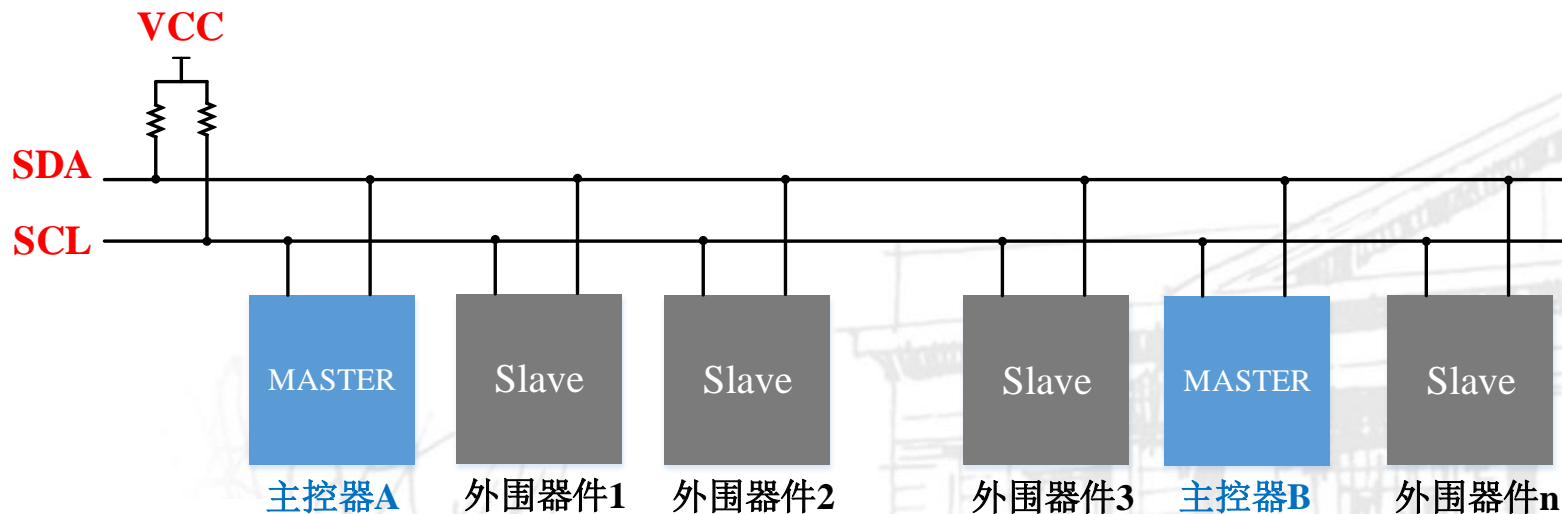 VCC
SDA
SCL
MASTER Slave Slave Slave MASTER Slave
主控器A 外围器件1 外围器件2 外围器件3 主控器B 外围器件n